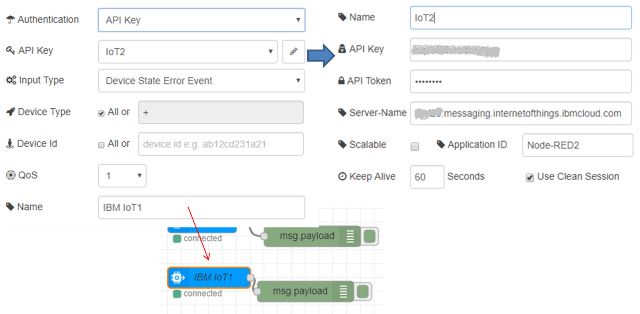 Authentication API Key
API Key IoT2
Input Type Device State Error Event
Device Type All or +
Device Id All or device id e.g. ab12cd231a21
QoS 1
Name IBM IoT1
Name IoT2
API Key
API Token ••••••••
Server-Name .messaging.internetofthings.ibmcloud.com
Scalable Application ID Node-RED2
Keep Alive 60 Seconds Use Clean Session
msg.payload
connected
IBM IoT1
connected
msg.payload